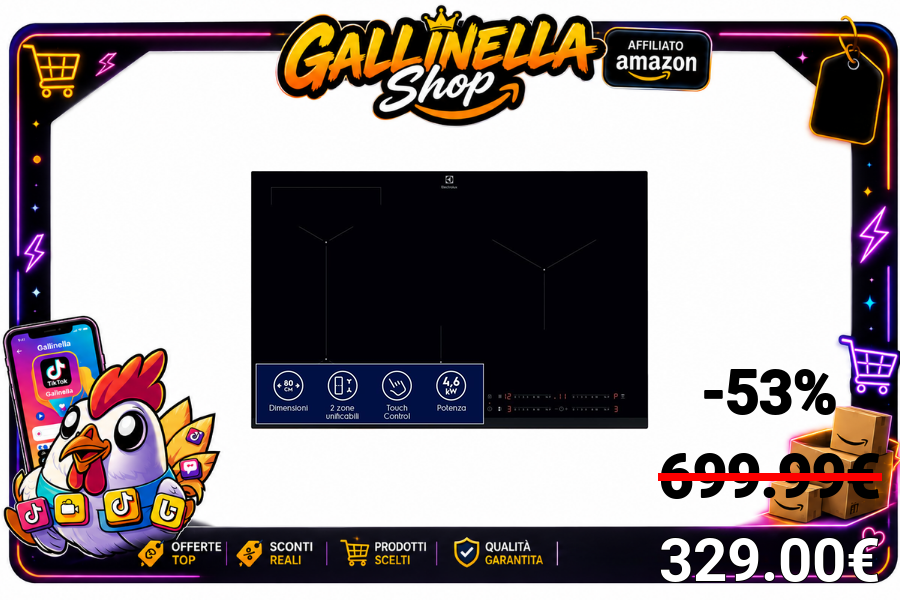 GALLINELLA
Shop
AFFILIATO
amazon
Electrolux
80
CM
Dimensioni
2 zone
unificabili
Touch
Control
4,6
kW
Potenza
Gallinella
TikTok
Gallinella
-53%
699.99€
329.00€
OFFERTE
TOP
SCONTI
REALI
PRODOTTI
SCELTI
QUALITÀ
GARANTITA